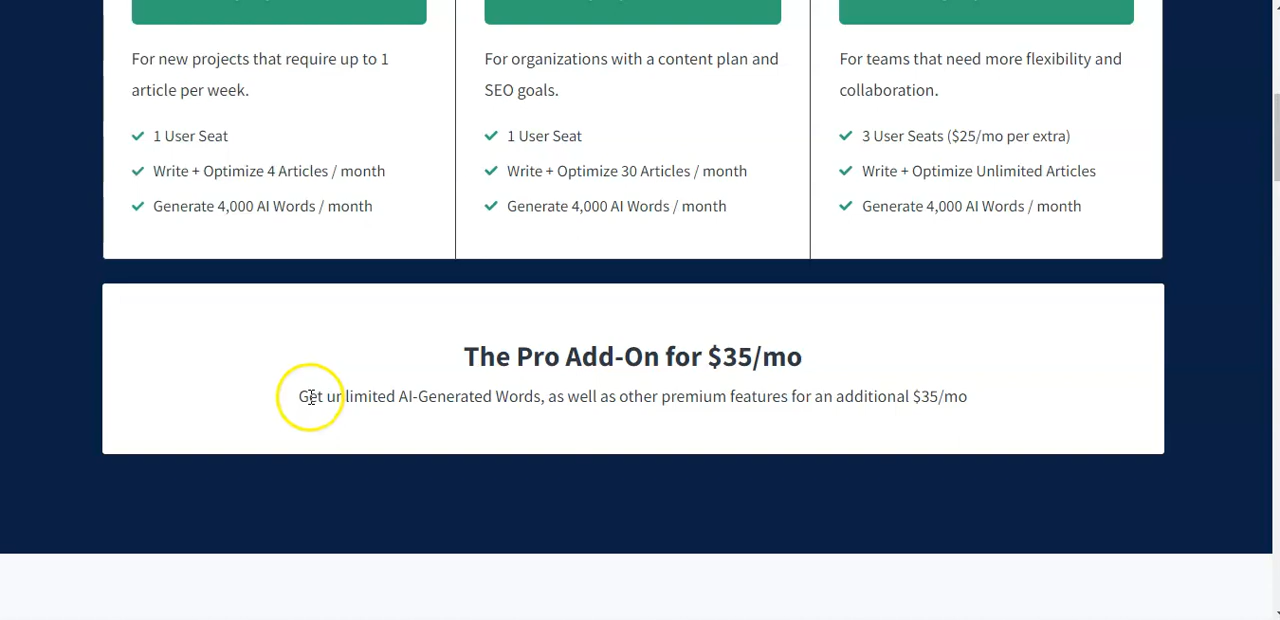 For new projects that require up to 1
article per week.
1 User Seat
Write + Optimize 4 Articles / month
Generate 4,000 AI Words / month
For organizations with a content plan and
SEO goals.
1 User Seat
Write + Optimize 30 Articles / month
Generate 4,000 AI Words / month
For teams that need more flexibility and
collaboration.
3 User Seats ($25/mo per extra)
Write + Optimize Unlimited Articles
Generate 4,000 AI Words / month
The Pro Add-On for $35/mo
Get unlimited AI-Generated Words, as well as other premium features for an additional $35/mo